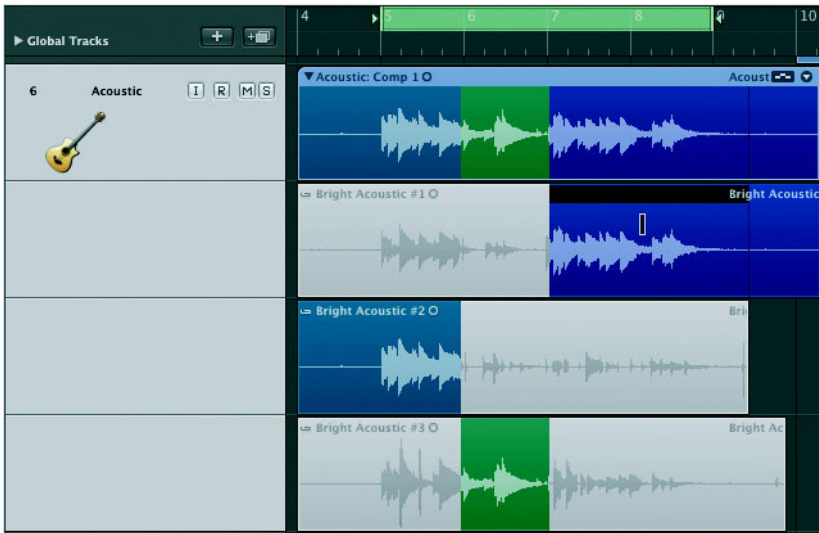 4 5 6 7 8 9 10
Global Tracks
6 Acoustic I R M S
Acoustic: Comp 1 Acoust
Bright Acoustic #1 Bright Acoustic
Bright Acoustic #2 Bri
Bright Acoustic #3 Bright Ac